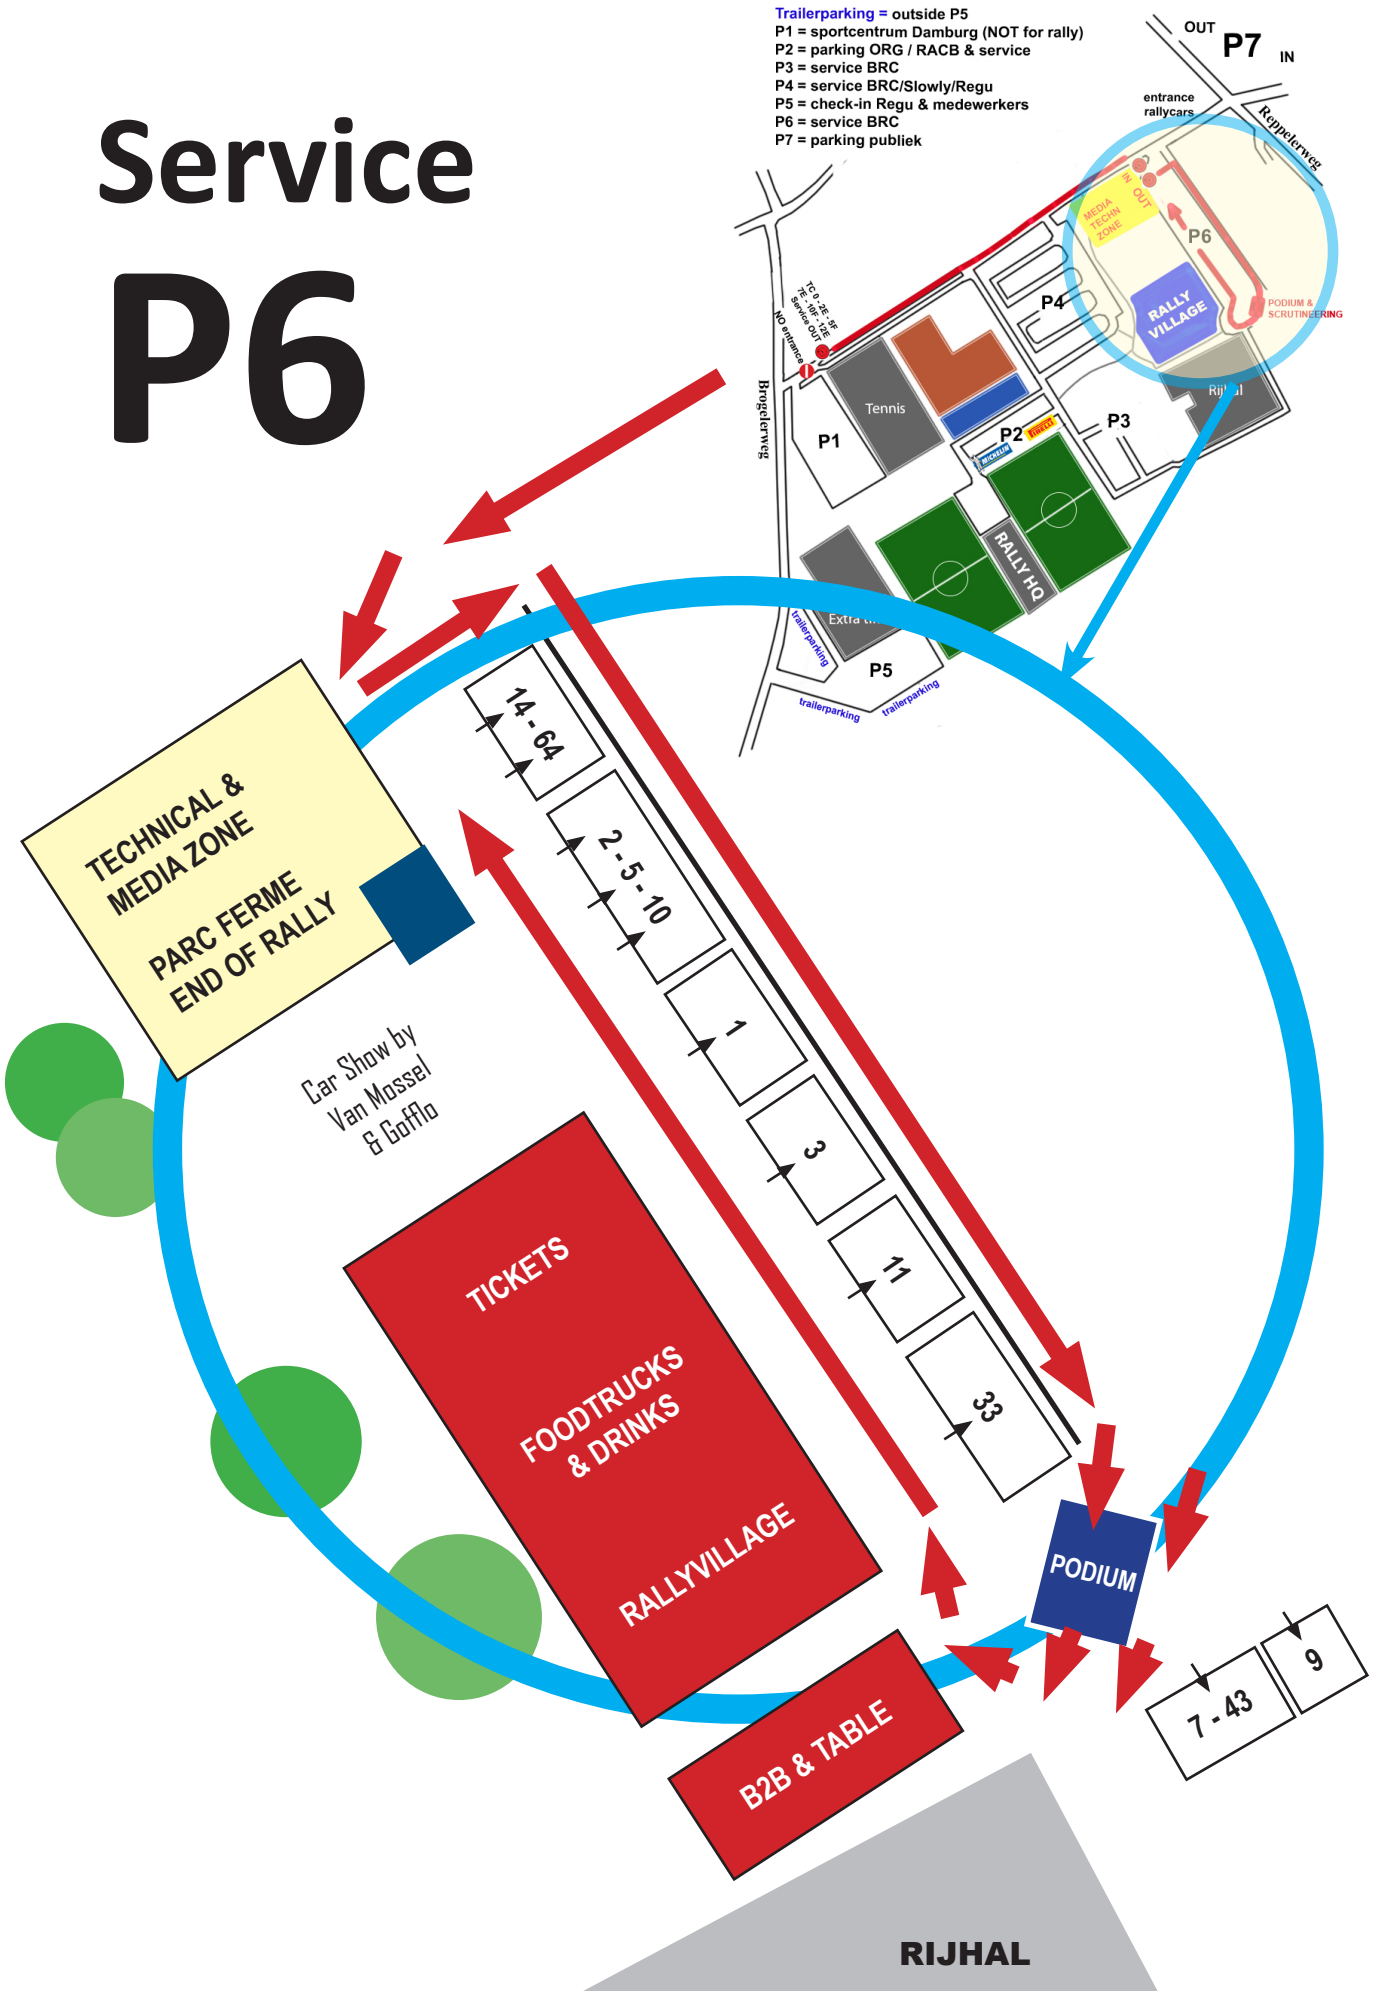 Trailerparking = outside P5
P1 = sportcentrum Damburg (NOT for rally)
P2 = parking ORG / RACB & service
P3 = service BRC
P4 = service BRC/Slowly/Regu
P5 = check-in Regu & medewerkers
P6 = service BRC
P7 = parking publiek
OUT
P7
IN
entrance
rallycars
Reppelerweg
Service
P6
IN
OUT
MEDIA
TECHN
ZONE
P6
RALLY
VILLAGE
PODIUM &
SCRUTINEERING
P4
TC 0 - 2E - 5F
7E - 10F - 12E
Service OUT
NO entrance
Brogelerweg
Tennis
P1
P2
PIRELLI
MICHELIN
P3
RALLY HQ
trailerparking
P5
trailerparking
trailerparking
14 - 64
2 - 5 - 10
1
3
11
33
TECHNICAL &
MEDIA ZONE
PARC FERME
END OF RALLY
Car Show by
Van Mossel
& Gofflo
TICKETS
FOODTRUCKS
& DRINKS
RALLYVILLAGE
PODIUM
9
7 - 43
B2B & TABLE
RIJHAL